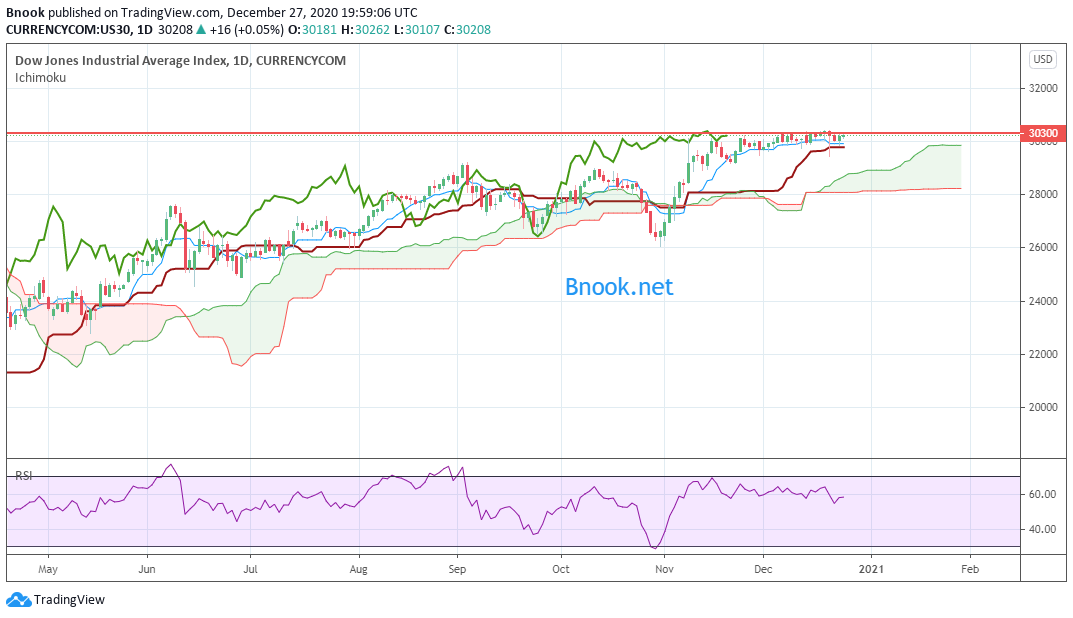 Bnook published on TradingView.com, December 27, 2020 19:59:06 UTC
CURRENCYCOM:US30, 1D 30208 ▲ +16 (+0.05%) O:30181 H:30262 L:30107 C:30208
Dow Jones Industrial Average Index, 1D, CURRENCYCOM
Ichimoku
USD
32000
30300
30000
28000
26000
24000
22000
20000
Bnook.net
RSI
60.00
40.00
May Jun Jul Aug Sep Oct Nov Dec 2021 Feb
TradingView